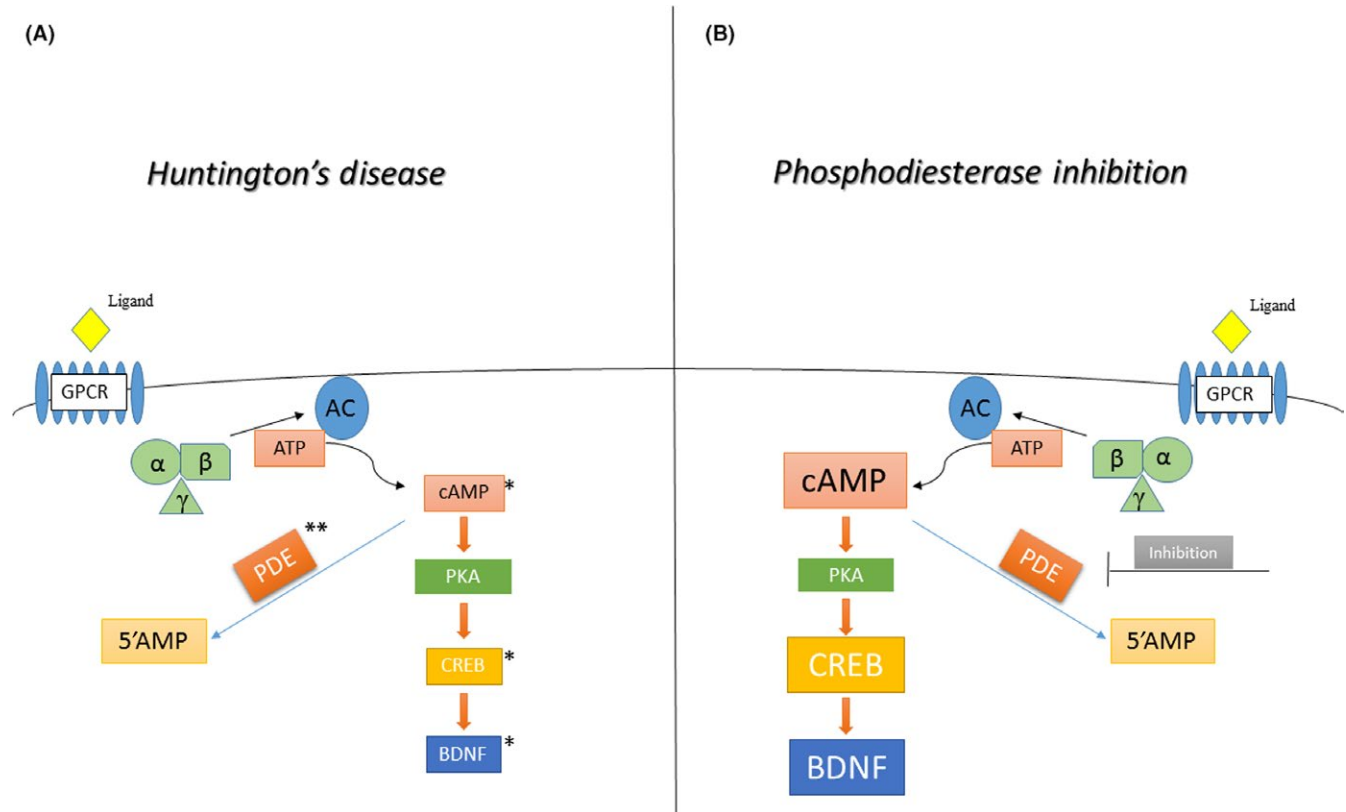 (A)
Huntington's disease
Ligand
GPCR
AC
ATP
α
β
γ
cAMP
*
PDE
**
PKA
5'AMP
CREB
*
BDNF
*
(B)
Phosphodiesterase inhibition
Ligand
GPCR
AC
ATP
β
α
γ
cAMP
Inhibition
PDE
PKA
5'AMP
CREB
BDNF